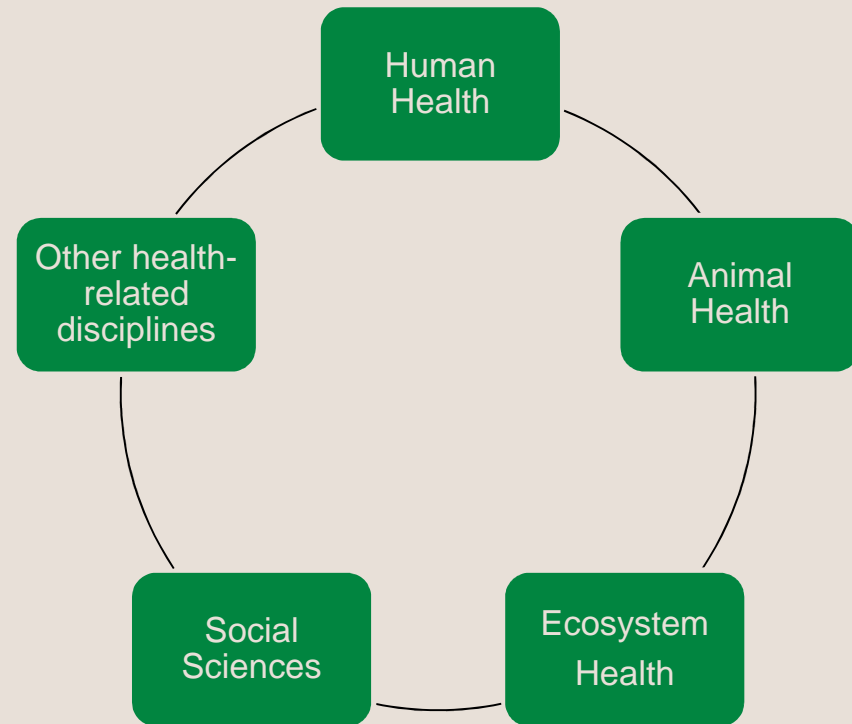 Human
Health
Animal
Health
Ecosystem
Health
Social
Sciences
Other health-
related
disciplines